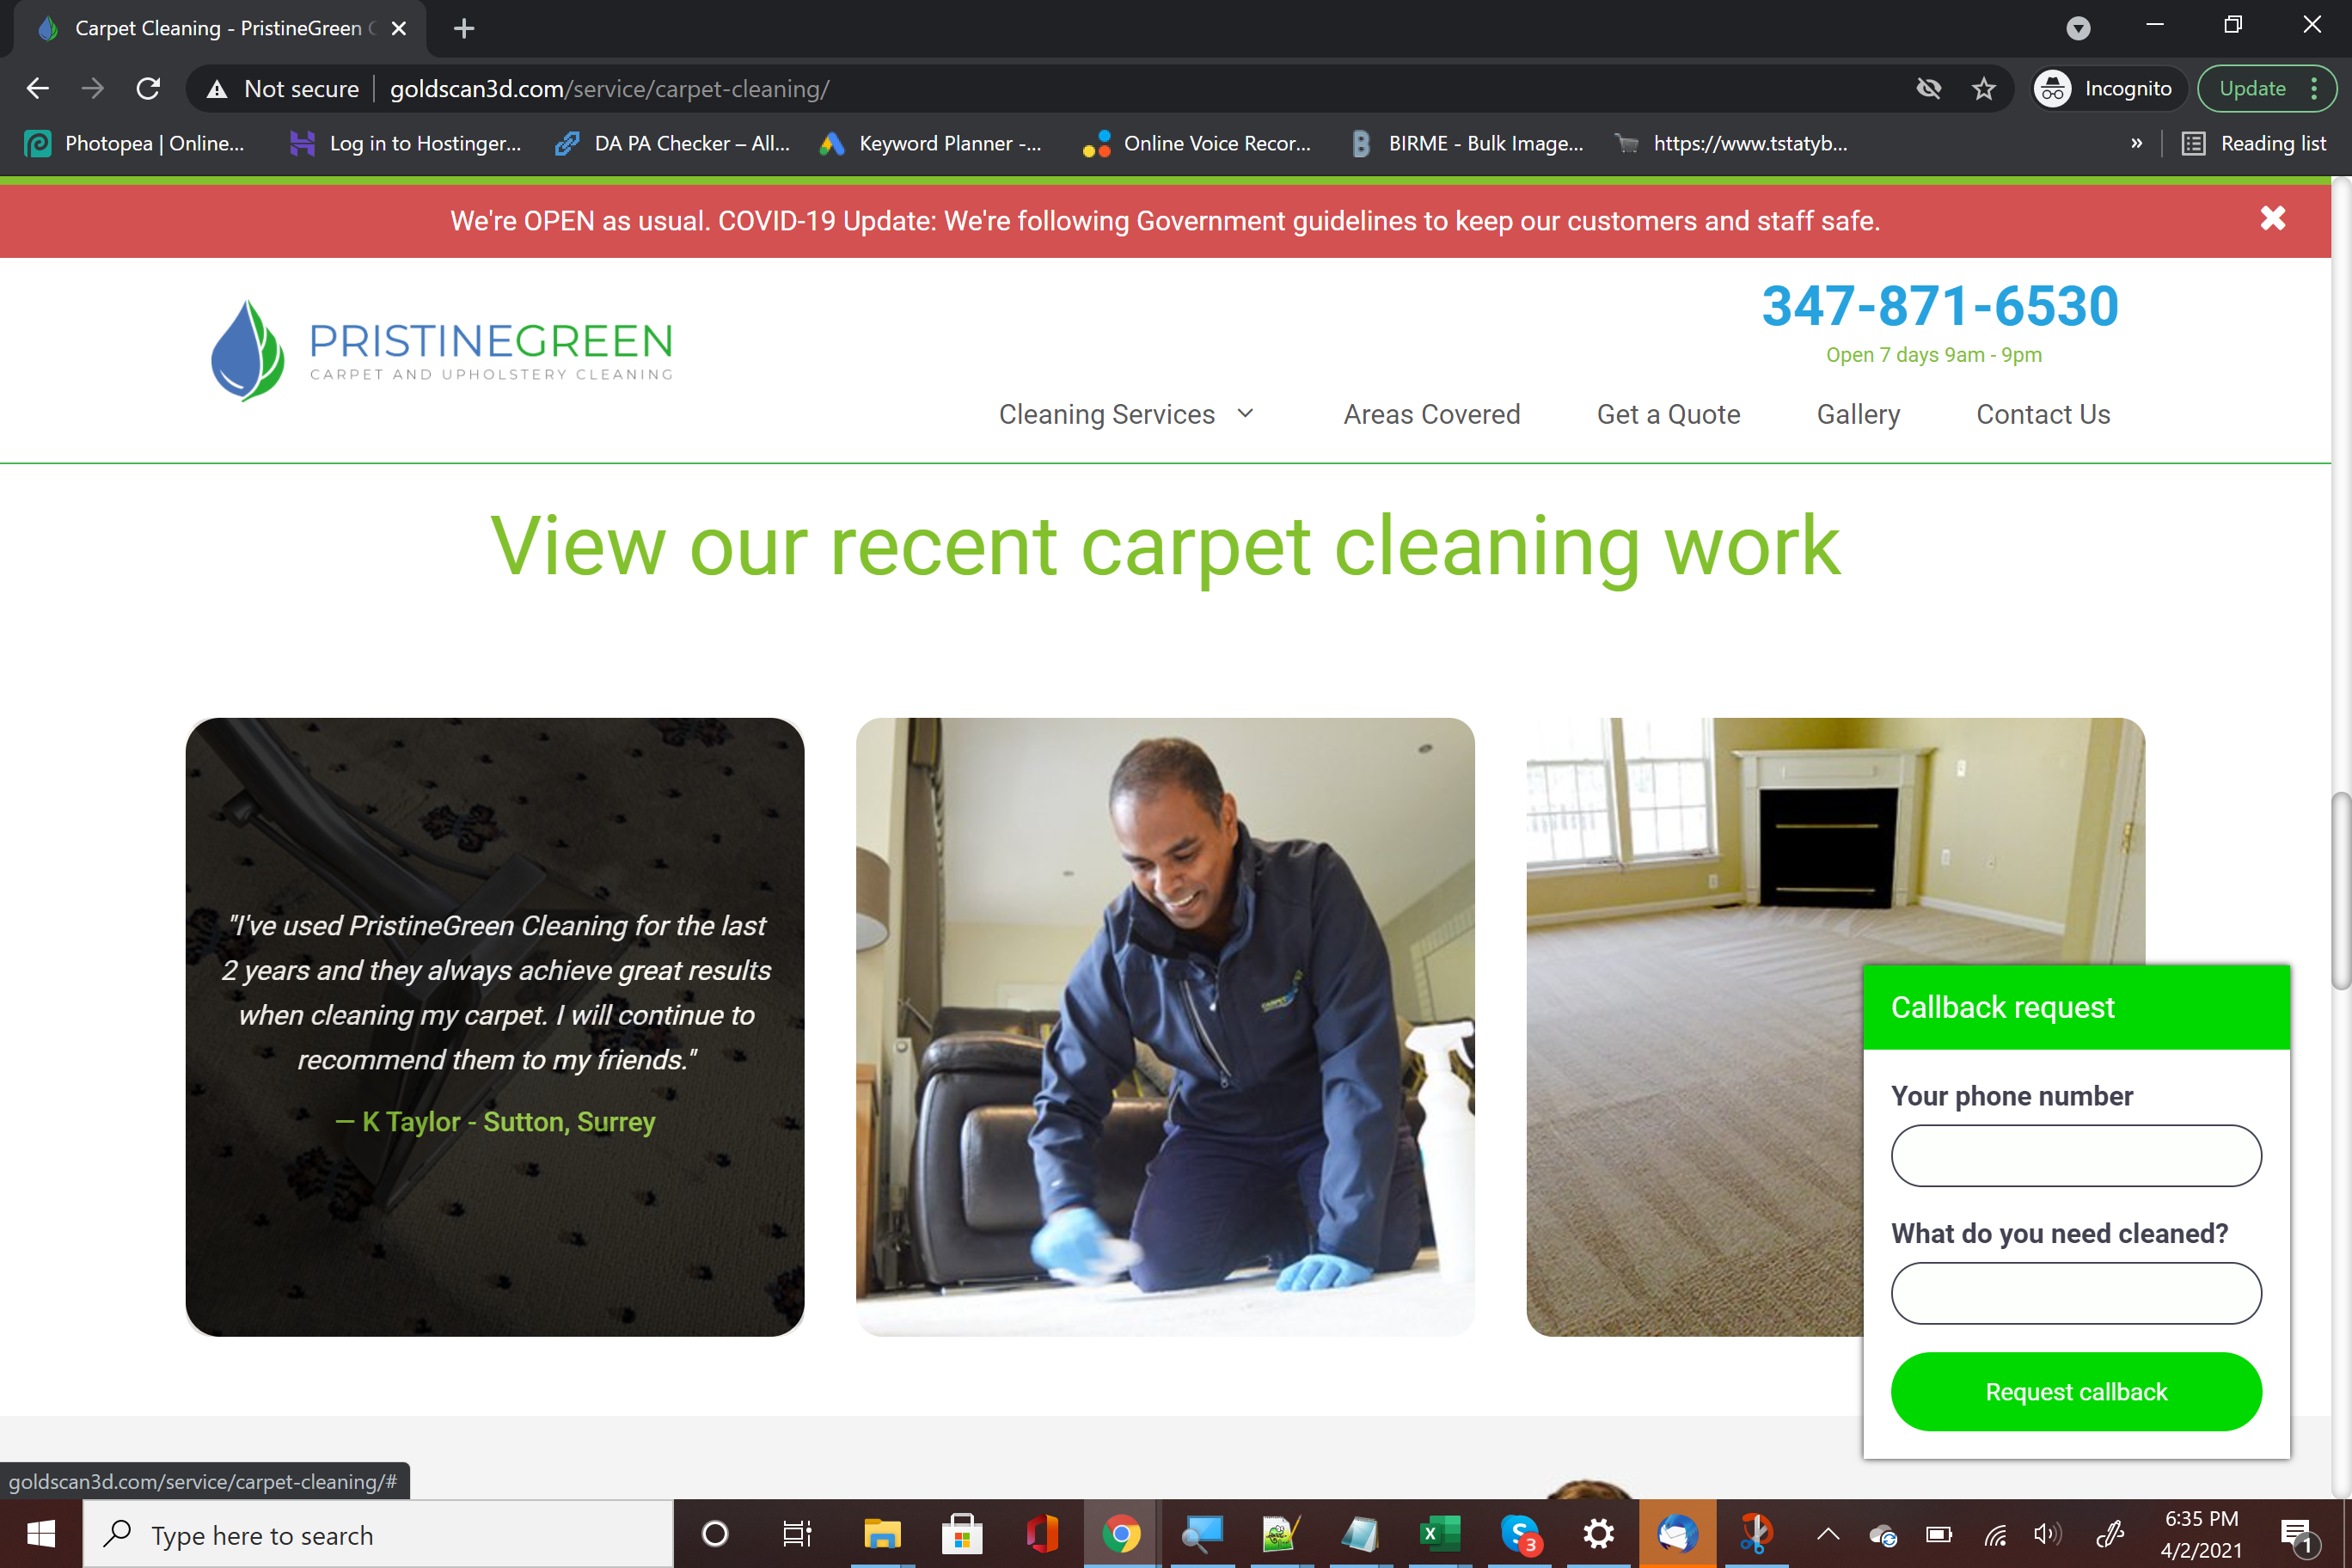 Carpet Cleaning - PristineGreen
Not secure
goldscan3d.com/service/carpet-cleaning/
Incognito
Update
Photopea | Online...
Log in to Hostinger...
DA PA Checker – All...
Keyword Planner -...
Online Voice Recor...
BIRME - Bulk Image...
https://www.tstatyb...
»
Reading list
We're OPEN as usual. COVID-19 Update: We're following Government guidelines to keep our customers and staff safe.
PRISTINEGREEN
CARPET AND UPHOLSTERY CLEANING
347-871-6530
Open 7 days 9am - 9pm
Cleaning Services
Areas Covered
Get a Quote
Gallery
Contact Us
View our recent carpet cleaning work
"I've used PristineGreen Cleaning for the last
2 years and they always achieve great results
when cleaning my carpet. I will continue to
recommend them to my friends."
— K Taylor - Sutton, Surrey
CARPET
Callback request
Your phone number
What do you need cleaned?
Request callback
goldscan3d.com/service/carpet-cleaning/#
Type here to search
3
6:35 PM
4/2/2021
1